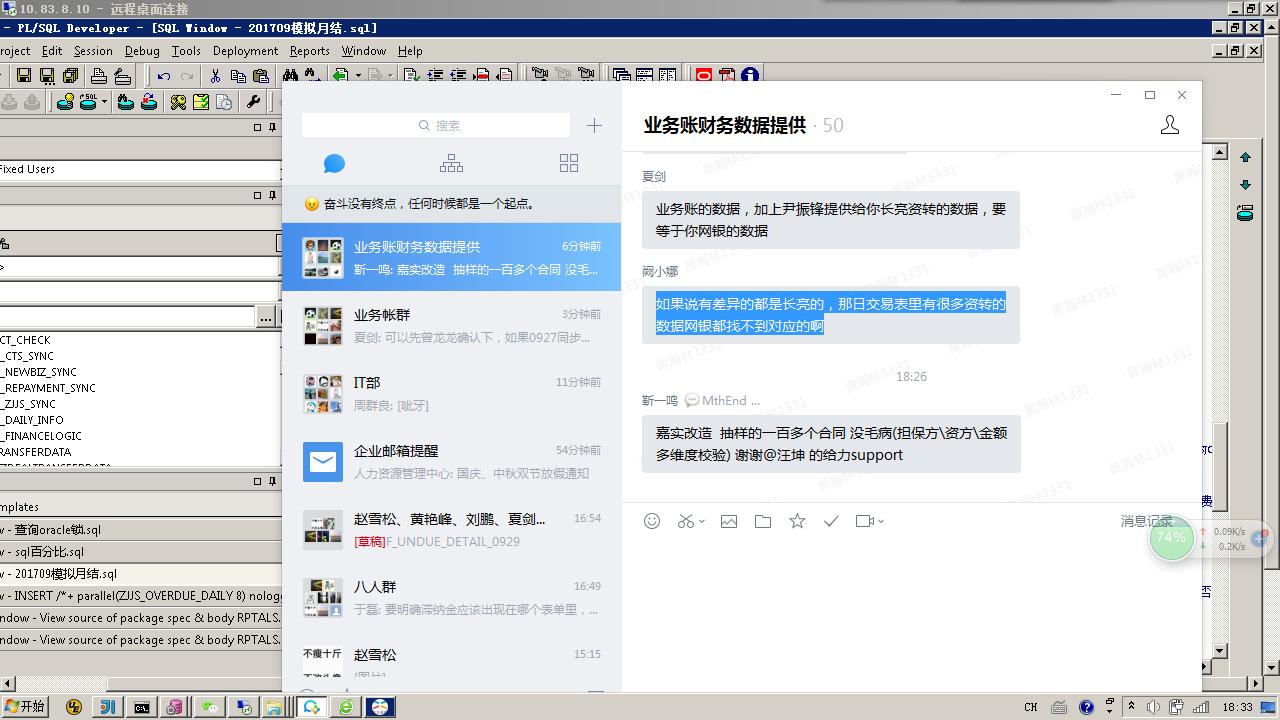 10.83.8.10 - 远程桌面连接
- PL/SQL Developer - [SQL Window - 201709模拟月结.sql]
roject Edit Session Debug Tools Deployment Reports Window Help
搜索
奋斗没有终点，任何时候都是一个起点。
业务账财务数据提供 6分钟前
靳一鸣: 嘉实改造 抽样的一百多个合同 没毛...
业务帐群 3分钟前
夏剑: 可以先曾龙龙确认下，如果0927同步...
IT部 11分钟前
周群良: [呲牙]
企业邮箱提醒 54分钟前
人力资源管理中心: 国庆、中秋双节放假通知
赵雪松、黄艳峰、刘鹏、夏剑... 16:54
[草稿]F_UNDUE_DETAIL_0929
八人群 16:49
于磊: 要明确滞纳金应该出现在哪个表单里，...
不瘦十斤
赵雪松 15:15
[图片]
Fixed Users
...
CT_CHECK
_CTS_SYNC
_NEWBIZ_SYNC
_REPAYMENT_SYNC
_ZIJS_SYNC
_DAILY_INFO
_FINANCELOGIC
TRANSFERDATA
emplates
w - 查询oracle锁.sql
w - sql百分比.sql
w - 201709模拟月结.sql
w - INSERT /*+ parallel(ZJJS_OVERDUE_DAILY 8) nologg
ndow - View source of package spec & body RPTALS.
ndow - View source of package spec & body RPTALS.
业务账财务数据提供 · 50
夏剑
业务账的数据，加上尹振锋提供给你长亮资转的数据，要
等于你网银的数据
阙小娜
如果说有差异的都是长亮的，那日交易表里有很多资转的
数据网银都找不到对应的啊
18:26
靳一鸣 MthEnd ...
嘉实改造 抽样的一百多个合同 没毛病(担保方\资方\金额
多维度校验) 谢谢@汪坤 的给力support
黄瀚林1331
消息记录
74%
0.09K/s
0.2K/s
费
开始
CH
18:33